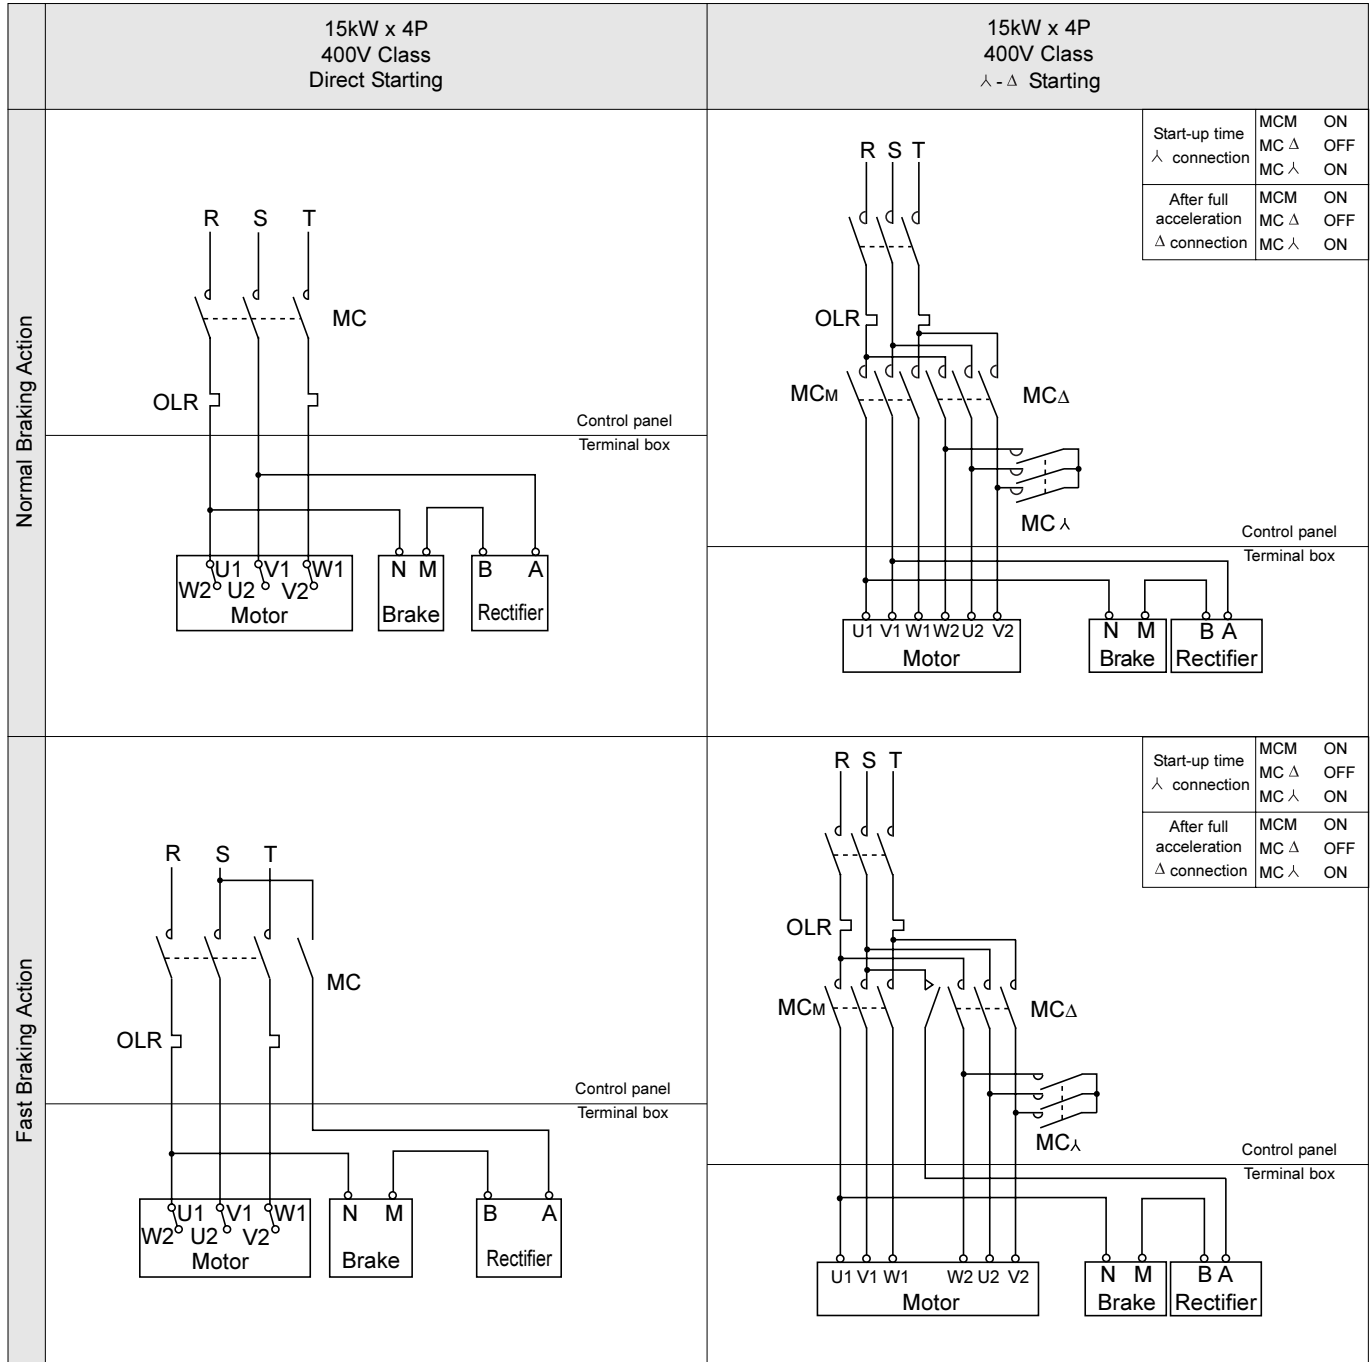 15kW x 4P
400V Class
Direct Starting
15kW x 4P
400V Class
⅄ - Δ Starting
Normal Braking Action
R S T
MC
OLR
Control panel
Terminal box
U1 V1 W1
W2 U2 V2
Motor
N M
Brake
B A
Rectifier
Start-up time
⅄ connection
MCM ON
MC Δ OFF
MC ⅄ ON
After full
acceleration
Δ connection
MCM ON
MC Δ OFF
MC ⅄ ON
R S T
OLR
MCM
MCΔ
MC ⅄
Control panel
Terminal box
U1 V1 W1 W2 U2 V2
Motor
N M
Brake
B A
Rectifier
Fast Braking Action
R S T
MC
OLR
Control panel
Terminal box
U1 V1 W1
W2 U2 V2
Motor
N M
Brake
B A
Rectifier
Start-up time
⅄ connection
MCM ON
MC Δ OFF
MC ⅄ ON
After full
acceleration
Δ connection
MCM ON
MC Δ OFF
MC ⅄ ON
R S T
OLR
MCM
MCΔ
MC⅄
Control panel
Terminal box
U1 V1 W1 W2 U2 V2
Motor
N M
Brake
B A
Rectifier